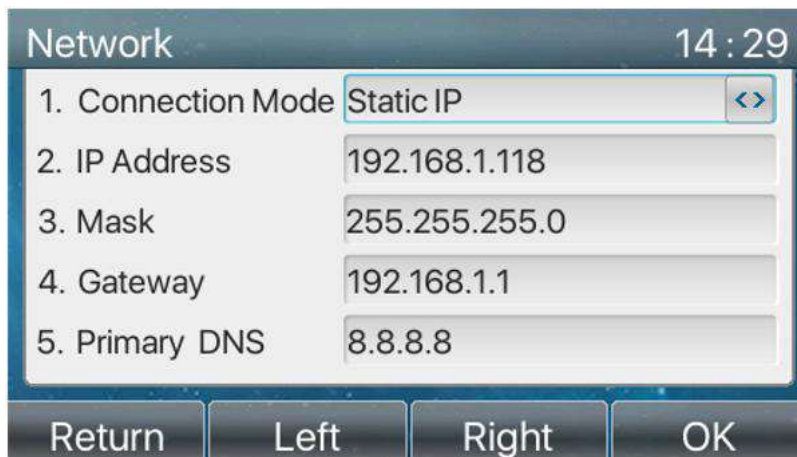 Network 14:29
1. Connection Mode Static IP <>
2. IP Address 192.168.1.118
3. Mask 255.255.255.0
4. Gateway 192.168.1.1
5. Primary DNS 8.8.8.8
Return Left Right OK